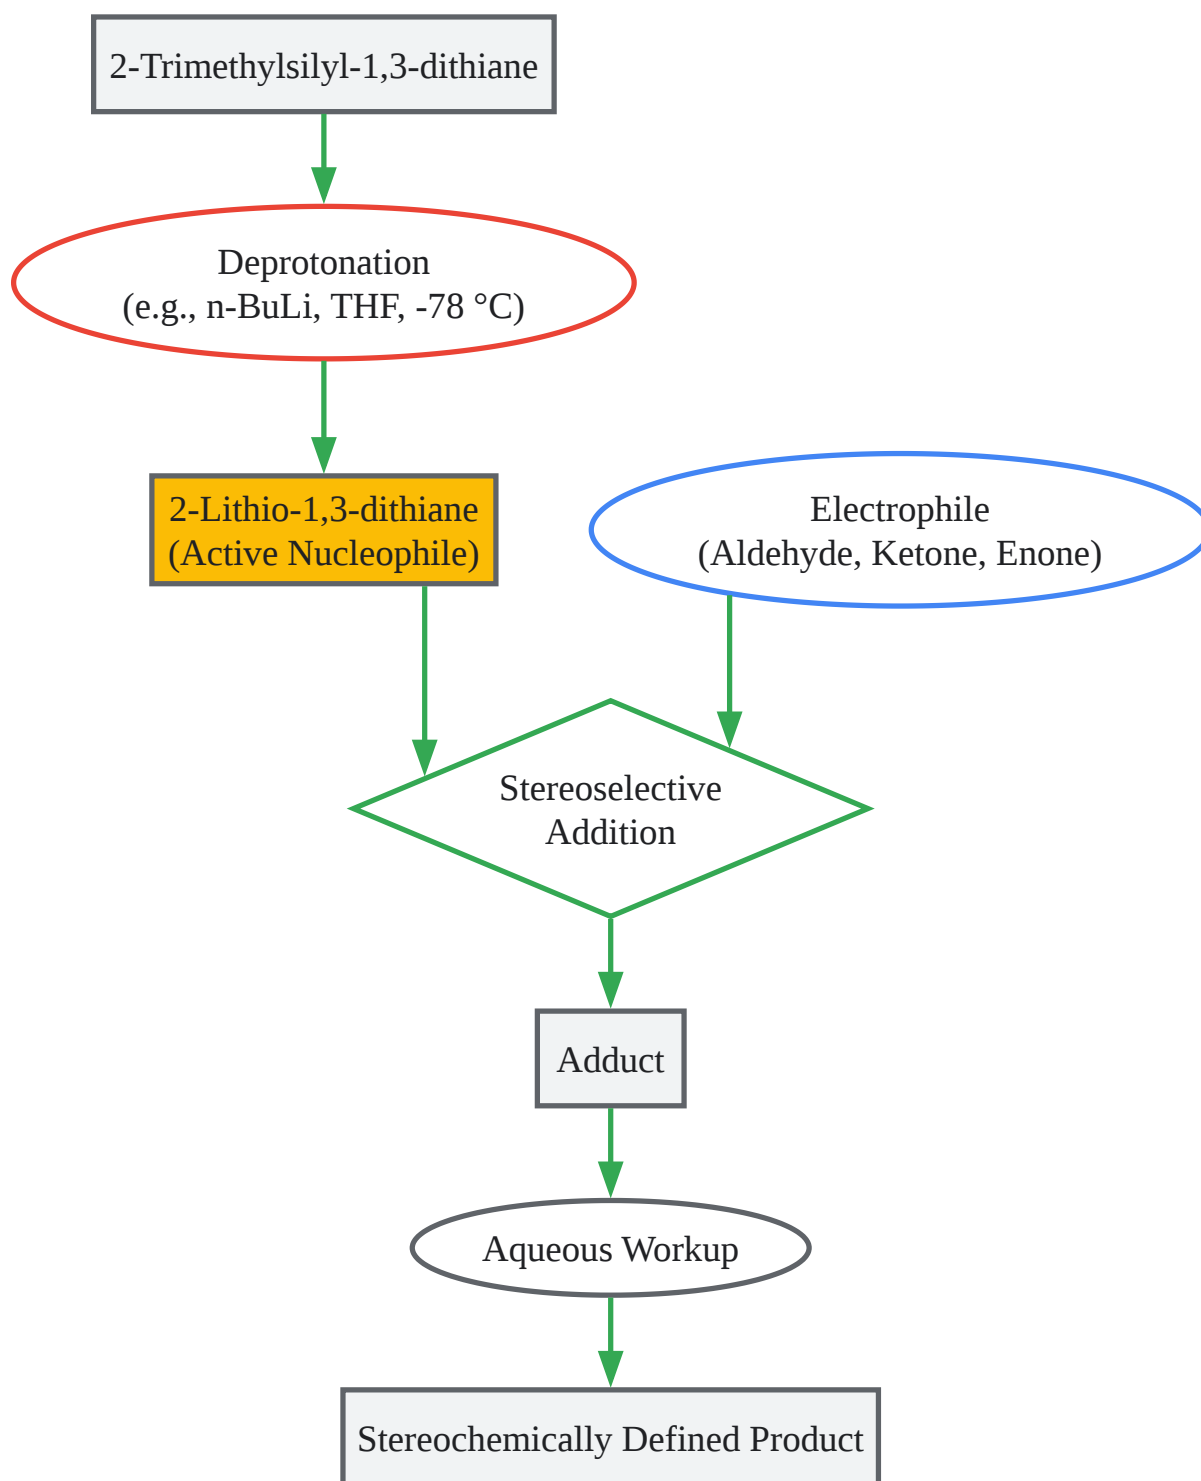 2-Trimethylsilyl-1,3-dithiane
Deprotonation
(e.g., n-BuLi, THF, -78 °C)
2-Lithio-1,3-dithiane
(Active Nucleophile)
Electrophile
(Aldehyde, Ketone, Enone)
Stereoselective
Addition
Adduct
Aqueous Workup
Stereochemically Defined Product